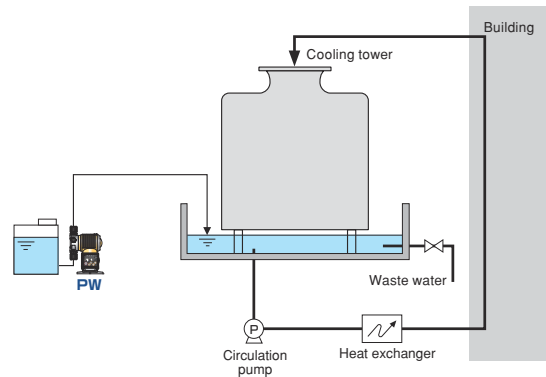 Building
Cooling tower
PW
Waste water
P
Circulation
pump
Heat exchanger